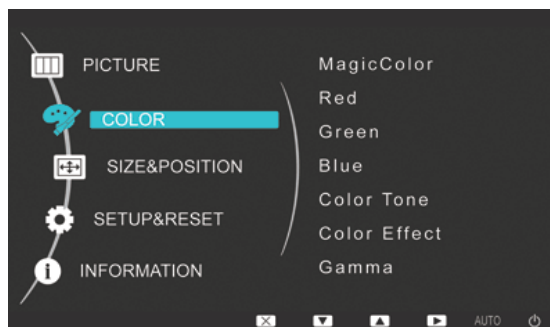 PICTURE
COLOR
SIZE&POSITION
SETUP&RESET
INFORMATION
MagicColor
Red
Green
Blue
Color Tone
Color Effect
Gamma
AUTO